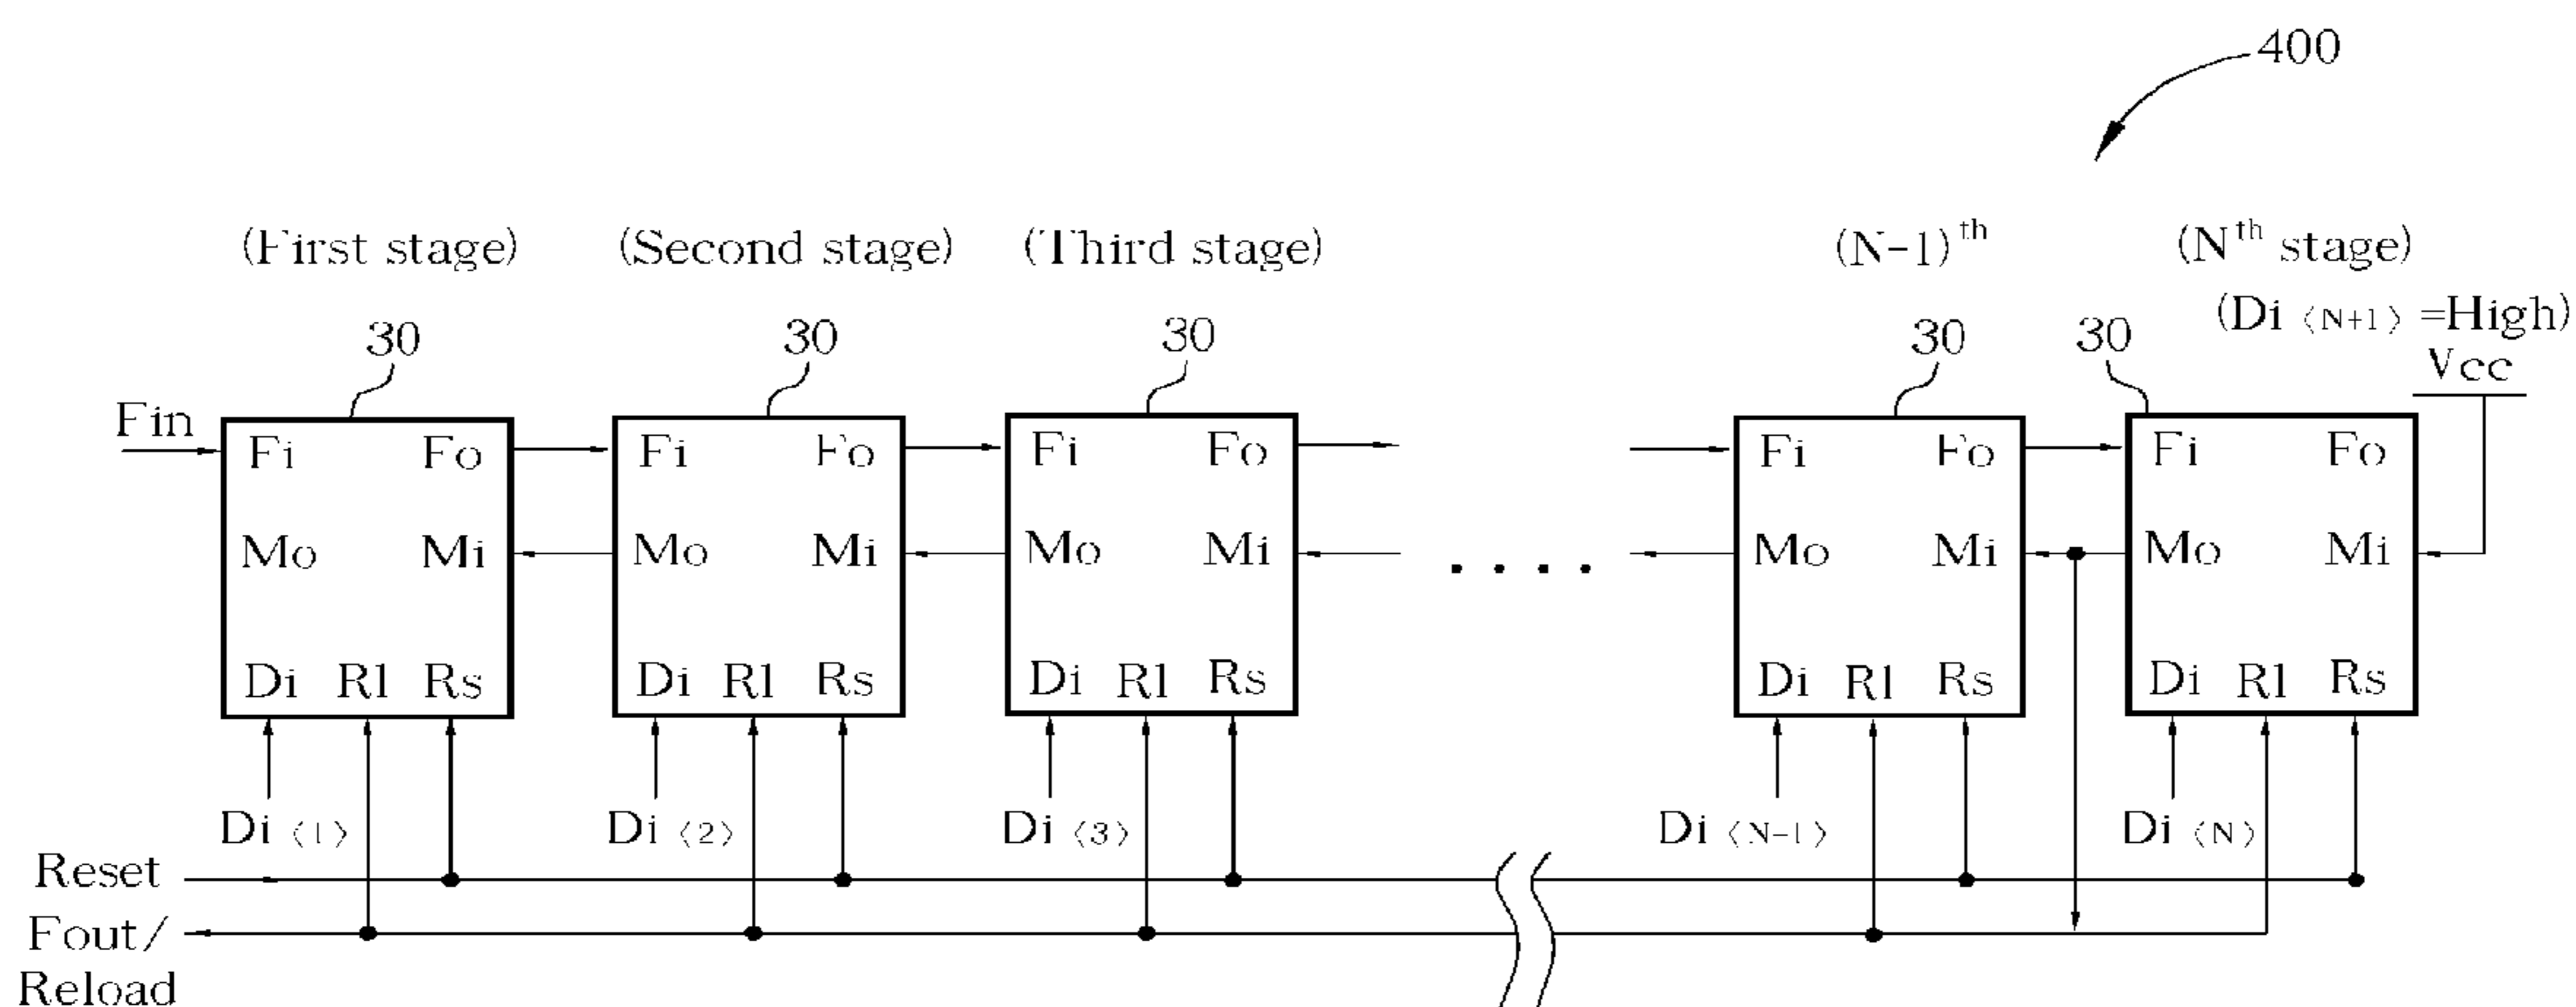 400
(First stage) (Second stage) (Third stage) (N-1)th (Nth stage)
(Di ⟨N+1⟩ =High)
30 30 30 30 30
Vcc
Fin
Fi Fo Fi Fo Fi Fo Fi Fo Fi Fo
Mo Mi Mo Mi Mo Mi . . . . Mo Mi Mo Mi
Di Rl Rs Di Rl Rs Di Rl Rs Di Rl Rs Di Rl Rs
Di ⟨1⟩ Di ⟨2⟩ Di ⟨3⟩ Di ⟨N-1⟩ Di ⟨N⟩
Reset
Fout/
Reload